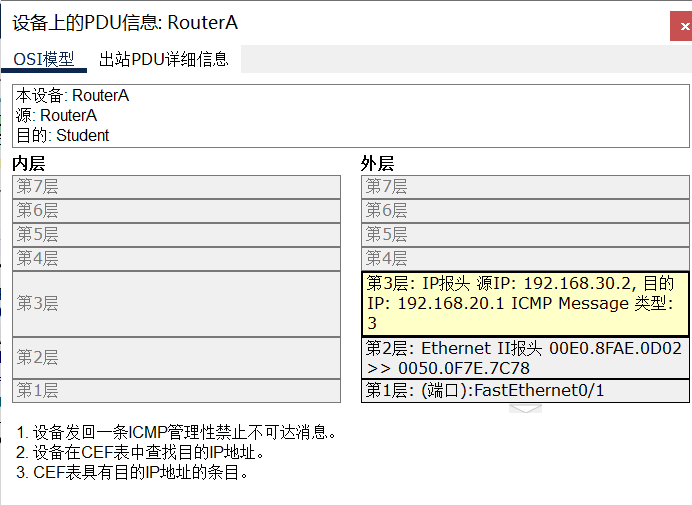 设备上的PDU信息: RouterA
×
OSI模型 出站PDU详细信息
本设备: RouterA
源: RouterA
目的: Student
内层 外层
第7层 第7层
第6层 第6层
第5层 第5层
第4层 第4层
第3层 第3层: IP报头 源IP: 192.168.30.2, 目的
IP: 192.168.20.1 ICMP Message 类型:
3
第2层 第2层: Ethernet II报头 00E0.8FAE.0D02
>> 0050.0F7E.7C78
第1层 第1层: (端口):FastEthernet0/1
1. 设备发回一条ICMP管理性禁止不可达消息。
2. 设备在CEF表中查找目的IP地址。
3. CEF表具有目的IP地址的条目。